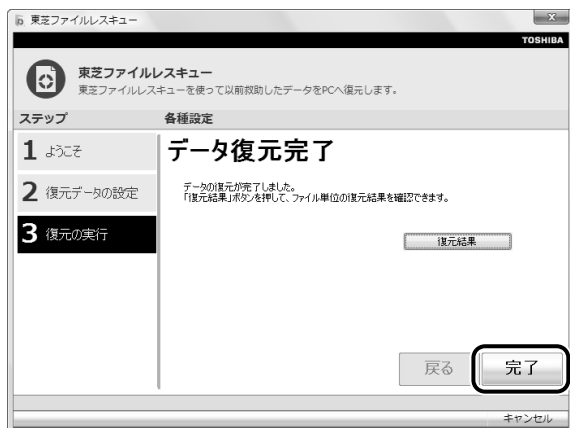 東芝ファイルレスキュー
TOSHIBA
東芝ファイルレスキュー
東芝ファイルレスキューを使って以前救助したデータをPCへ復元します。
ステップ
各種設定
1 ようこそ
2 復元データの設定
3 復元の実行
データ復元完了
データの復元が完了しました。
「復元結果」ボタンを押して、ファイル単位の復元結果を確認できます。
復元結果
戻る
完了
キャンセル